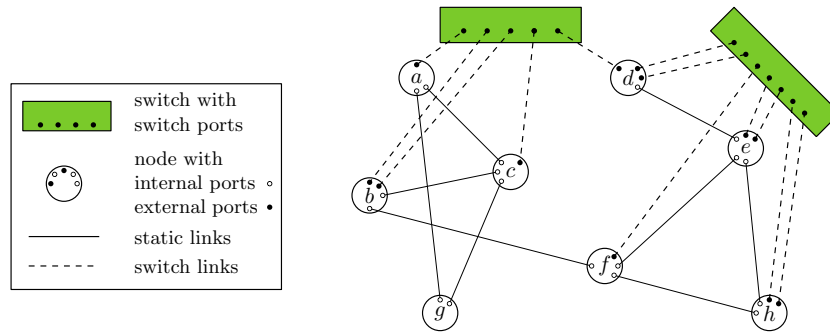 switch with
switch ports
node with
internal ports
external ports
static links
switch links
a
b
c
d
e
f
g
h